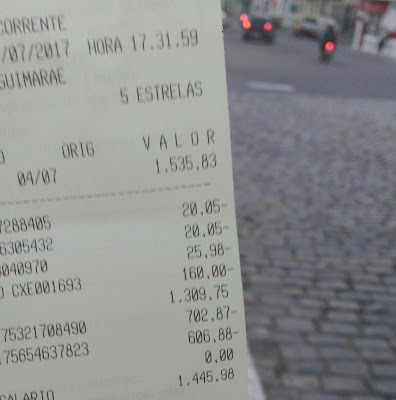 CORRENTE
/07/2017 HORA 17.31.59
GUIMARAE
5 ESTRELAS
O ORIG V A L O R
04/07 1.535,83
7288405 20,05-
6305432 20,05-
3040970 25,98-
O CXE001693 160,00-
1.309,75
75321708490 702,87-
75654637823 606,88-
0,00
SALARIO 1.445,98